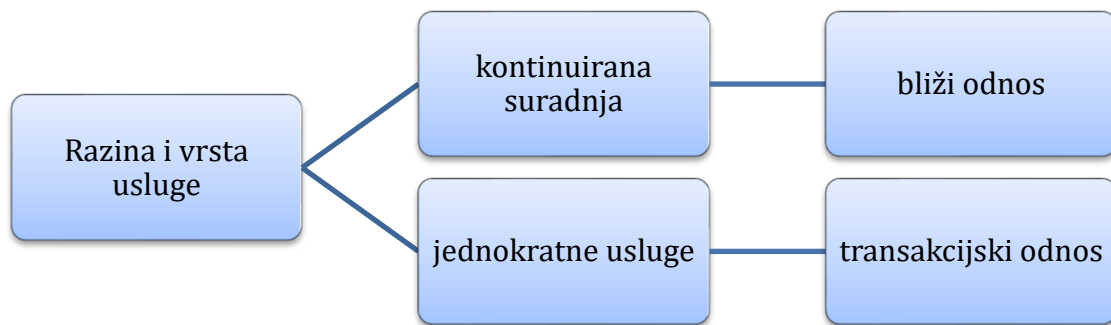 Razina i vrsta
usluge
kontinuirana
suradnja
bliži odnos
jednokratne usluge
transakcijski odnos